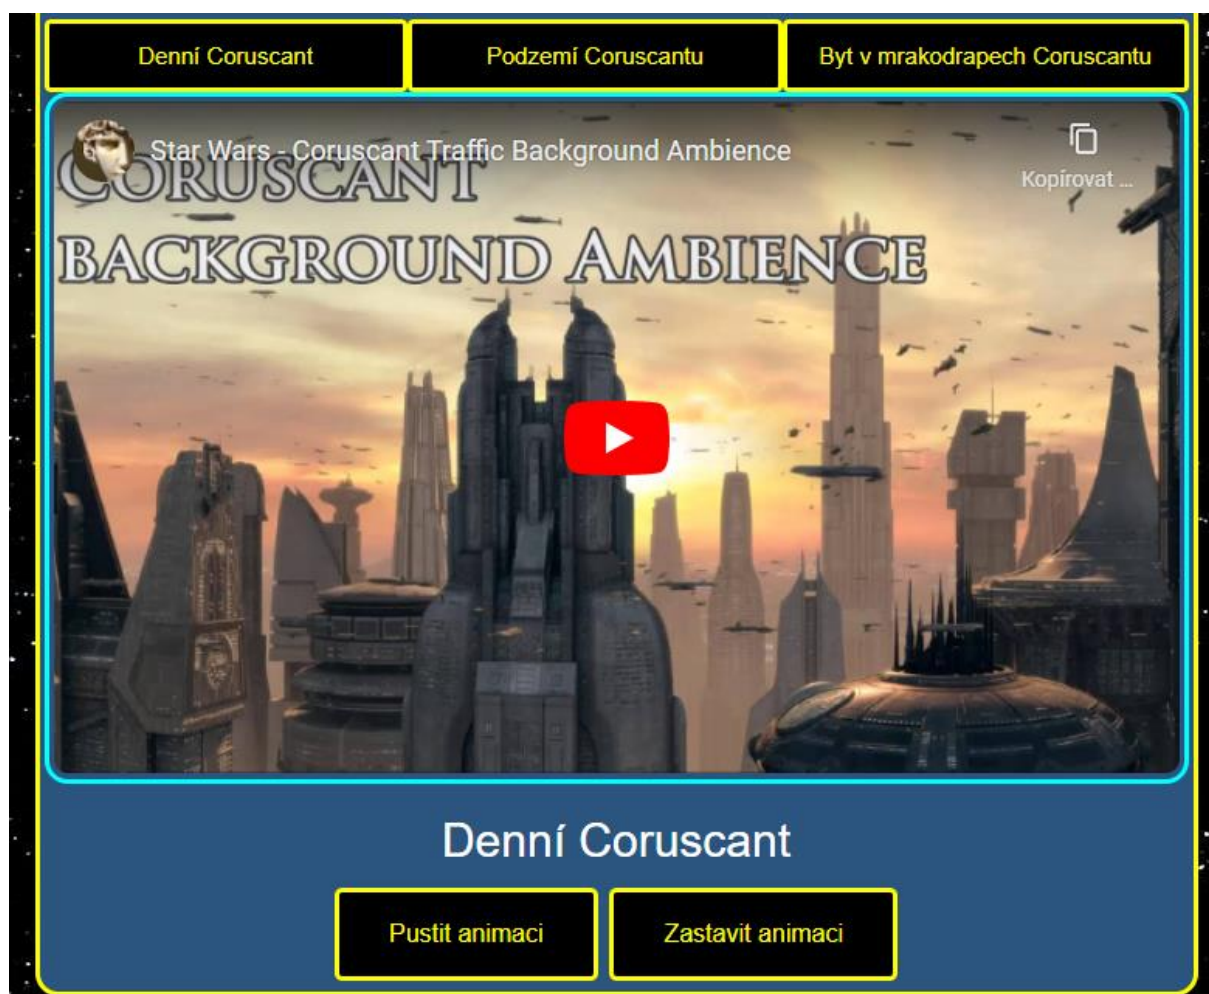 Denní Coruscant
Podzemí Coruscantu
Byt v mrakodrapech Coruscantu
Star Wars - Coruscant Traffic Background Ambience
Kopírovat ...
CORUSCANT
BACKGROUND AMBIENCE
Denní Coruscant
Pustit animaci
Zastavit animaci